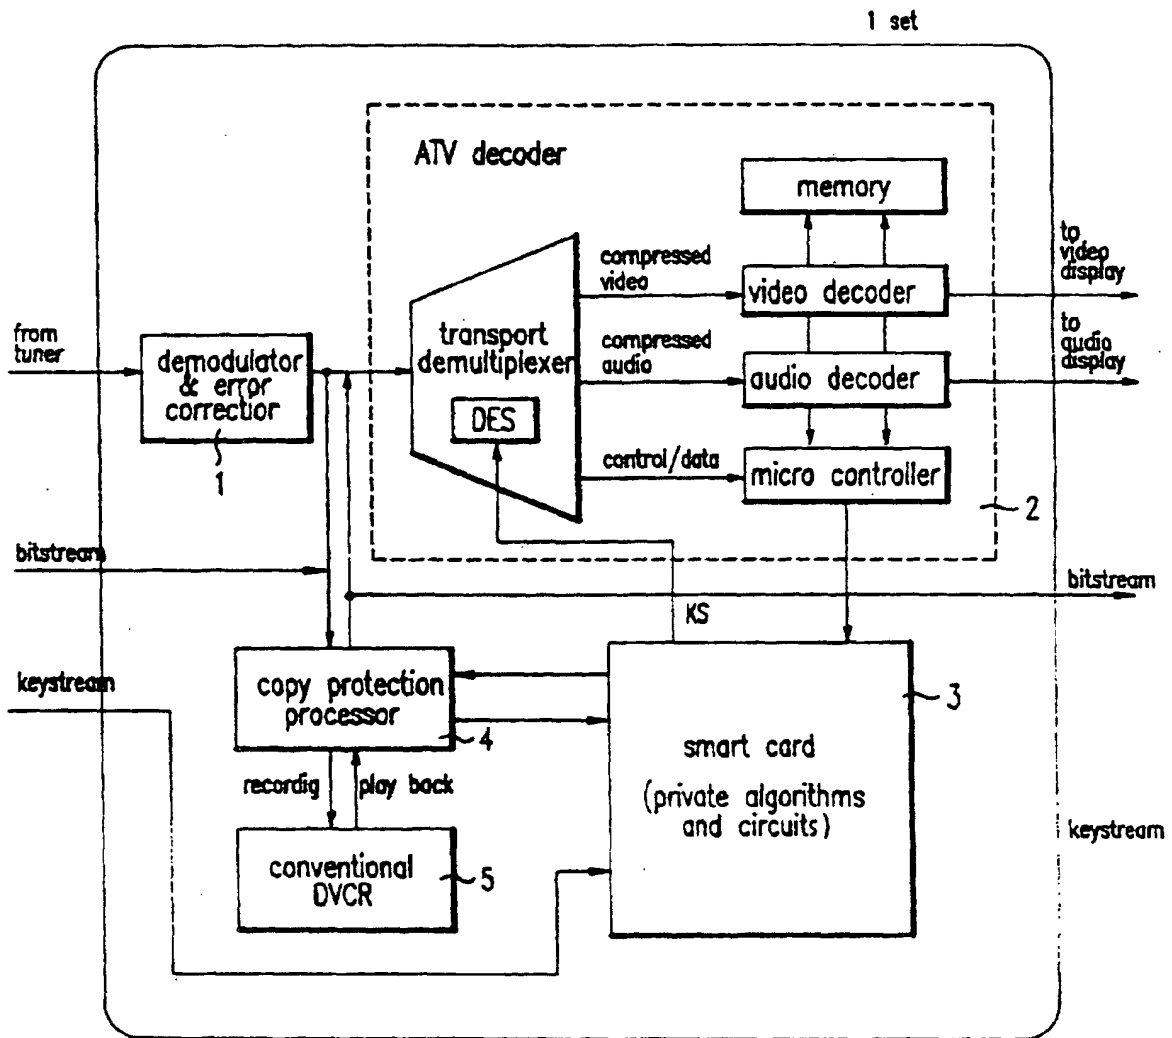 1 set
ATV decoder
memory
compressed
video
video decoder
to
video
display
from
tuner
demodulator
& error
correctior
1
transport
demultiplexer
DES
compressed
audio
audio decoder
to
audio
display
control/data
micro controller
2
bitstream
bitstream
KS
keystream
copy protection
processor
4
3
smart card
(private algorithms
and circuits)
recordig
play back
conventional
DVCR
5
keystream